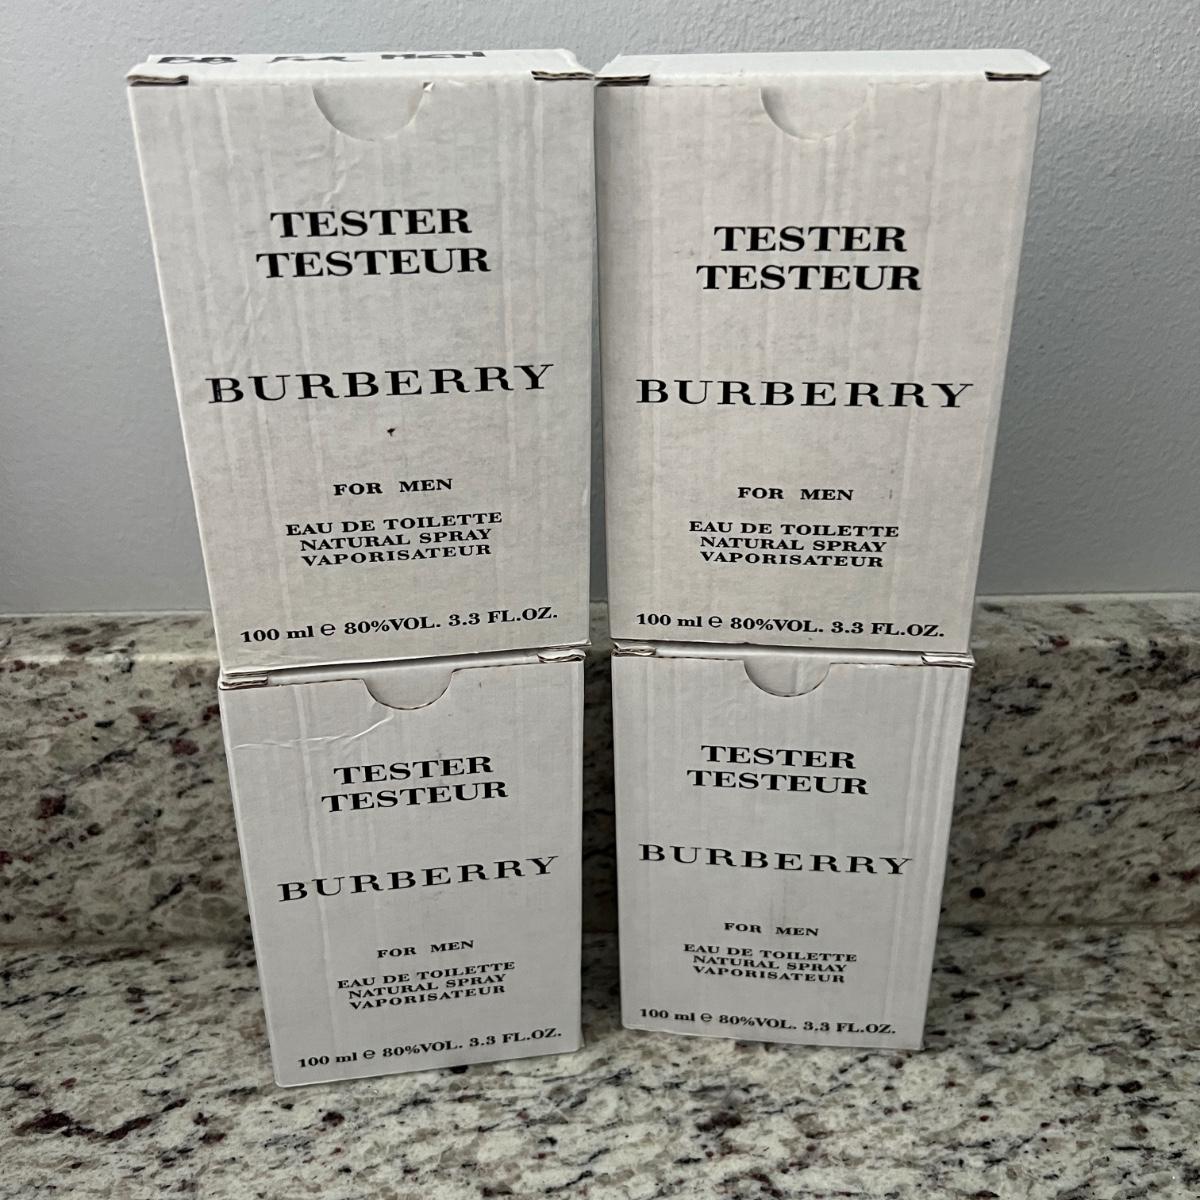 BB For Men
TESTER
TESTEUR
BURBERRY
FOR MEN
EAU DE TOILETTE
NATURAL SPRAY
VAPORISATEUR
100 ml ℮ 80%VOL. 3.3 FL.OZ.
TESTER
TESTEUR
BURBERRY
FOR MEN
EAU DE TOILETTE
NATURAL SPRAY
VAPORISATEUR
100 ml ℮ 80%VOL. 3.3 FL.OZ.
TESTER
TESTEUR
BURBERRY
FOR MEN
EAU DE TOILETTE
NATURAL SPRAY
VAPORISATEUR
100 ml ℮ 80%VOL. 3.3 FL.OZ.
TESTER
TESTEUR
BURBERRY
FOR MEN
EAU DE TOILETTE
NATURAL SPRAY
VAPORISATEUR
100 ml ℮ 80%VOL. 3.3 FL.OZ.